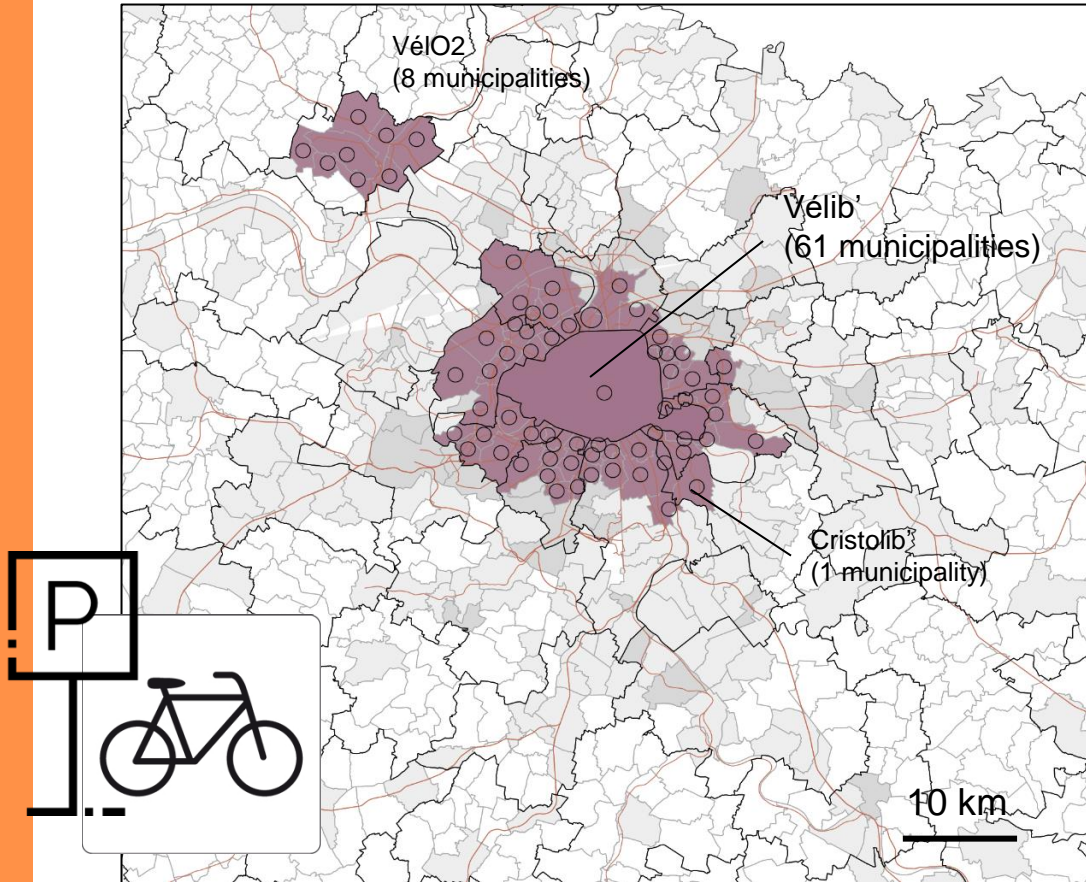 VélO2
(8 municipalities)
Vélib’
(61 municipalities)
Cristolib’
(1 municipality)
P
10 km